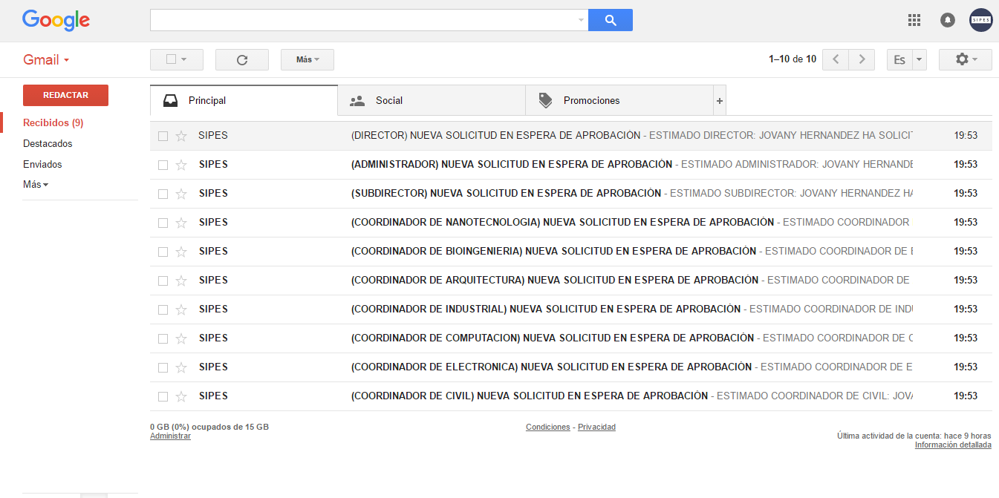 Google
SIPES
Gmail
Más
1–10 de 10
Es
REDACTAR
Recibidos (9)
Destacados
Enviados
Más
Principal
Social
Promociones
+
SIPES (DIRECTOR) NUEVA SOLICITUD EN ESPERA DE APROBACIÓN - ESTIMADO DIRECTOR: JOVANY HERNANDEZ HA SOLICIT 19:53
SIPES (ADMINISTRADOR) NUEVA SOLICITUD EN ESPERA DE APROBACIÓN - ESTIMADO ADMINISTRADOR: JOVANY HERNANDE 19:53
SIPES (SUBDIRECTOR) NUEVA SOLICITUD EN ESPERA DE APROBACIÓN - ESTIMADO SUBDIRECTOR: JOVANY HERNANDEZ HA 19:53
SIPES (COORDINADOR DE NANOTECNOLOGIA) NUEVA SOLICITUD EN ESPERA DE APROBACIÓN - ESTIMADO COORDINADOR 19:53
SIPES (COORDINADOR DE BIOINGENIERIA) NUEVA SOLICITUD EN ESPERA DE APROBACIÓN - ESTIMADO COORDINADOR DE 19:53
SIPES (COORDINADOR DE ARQUITECTURA) NUEVA SOLICITUD EN ESPERA DE APROBACIÓN - ESTIMADO COORDINADOR DE 19:53
SIPES (COORDINADOR DE INDUSTRIAL) NUEVA SOLICITUD EN ESPERA DE APROBACIÓN - ESTIMADO COORDINADOR DE INDU 19:53
SIPES (COORDINADOR DE COMPUTACION) NUEVA SOLICITUD EN ESPERA DE APROBACIÓN - ESTIMADO COORDINADOR DE C 19:53
SIPES (COORDINADOR DE ELECTRONICA) NUEVA SOLICITUD EN ESPERA DE APROBACIÓN - ESTIMADO COORDINADOR DE E 19:53
SIPES (COORDINADOR DE CIVIL) NUEVA SOLICITUD EN ESPERA DE APROBACIÓN - ESTIMADO COORDINADOR DE CIVIL: JOVA 19:53
0 GB (0%) ocupados de 15 GB
Administrar
Condiciones - Privacidad
Última actividad de la cuenta: hace 9 horas
Información detallada